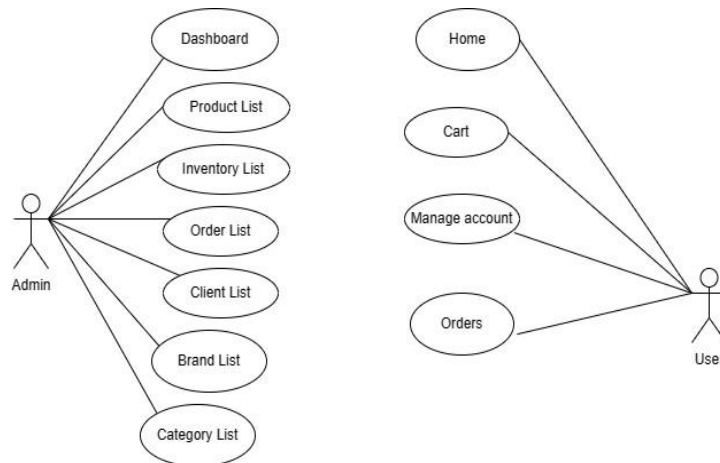 Dashboard
Product List
Inventory List
Order List
Client List
Brand List
Category List
Admin
Home
Cart
Manage account
Orders
Use